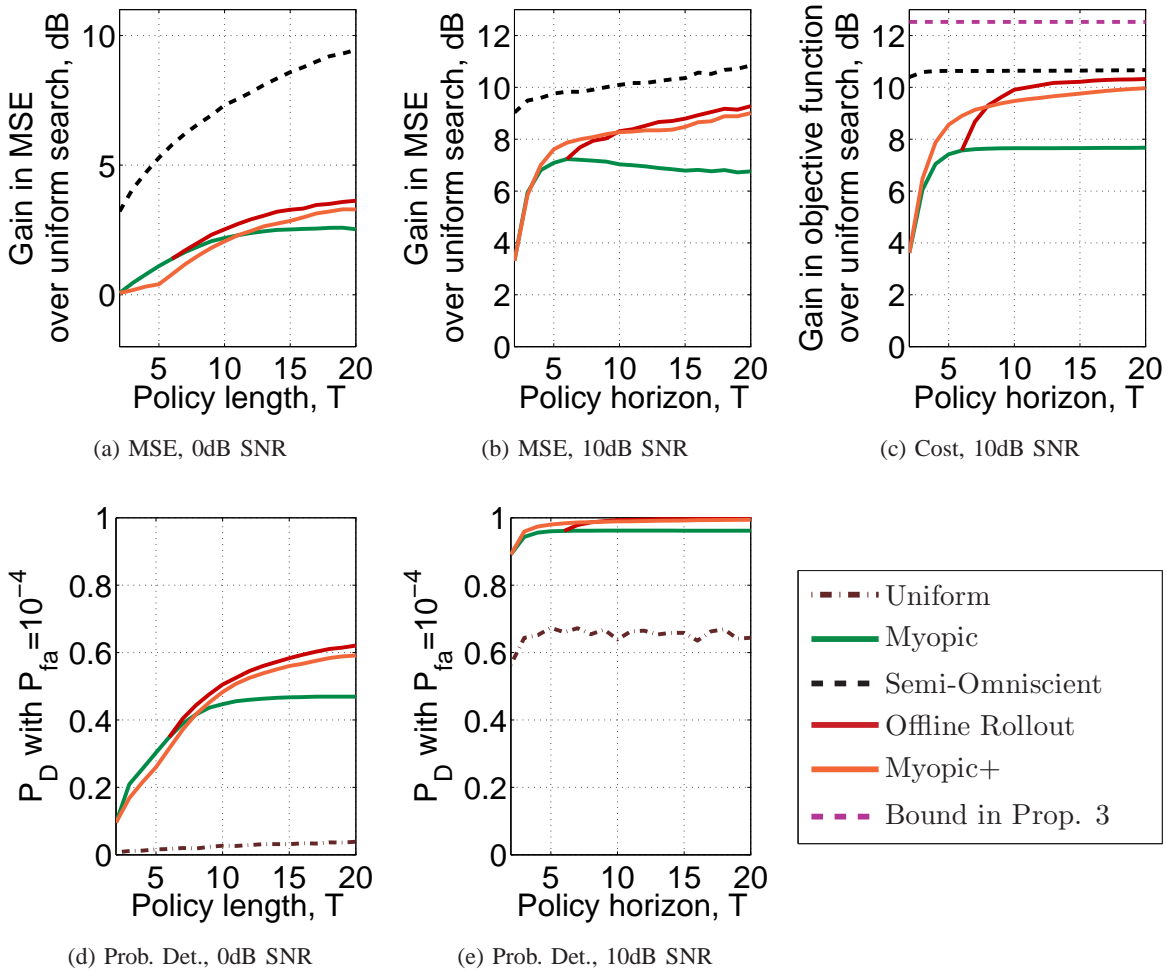 Gain in MSE
over uniform search, dB
10
5
0
5
10
15
20
Policy length, T
(a) MSE, 0dB SNR
Gain in MSE
over uniform search, dB
12
10
8
6
4
2
0
5
10
15
20
Policy horizon, T
(b) MSE, 10dB SNR
Gain in objective function
over uniform search, dB
12
10
8
6
4
2
0
5
10
15
20
Policy horizon, T
(c) Cost, 10dB SNR
P_D with P_fa=10^-4
1
0.8
0.6
0.4
0.2
0
5
10
15
20
Policy length, T
(d) Prob. Det., 0dB SNR
P_D with P_fa=10^-4
1
0.8
0.6
0.4
0.2
0
5
10
15
20
Policy horizon, T
(e) Prob. Det., 10dB SNR
Uniform
Myopic
Semi-Omniscient
Offline Rollout
Myopic+
Bound in Prop. 3